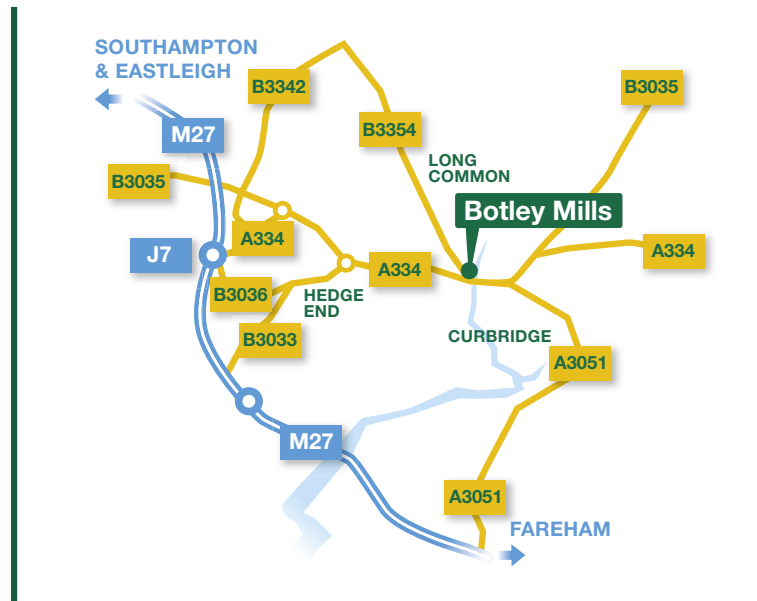 SOUTHAMPTON
& EASTLEIGH
B3342
B3035
M27
B3354
LONG
COMMON
B3035
Botley Mills
A334
J7
A334
A334
B3036
HEDGE
END
B3033
CURBRIDGE
A3051
M27
A3051
FAREHAM